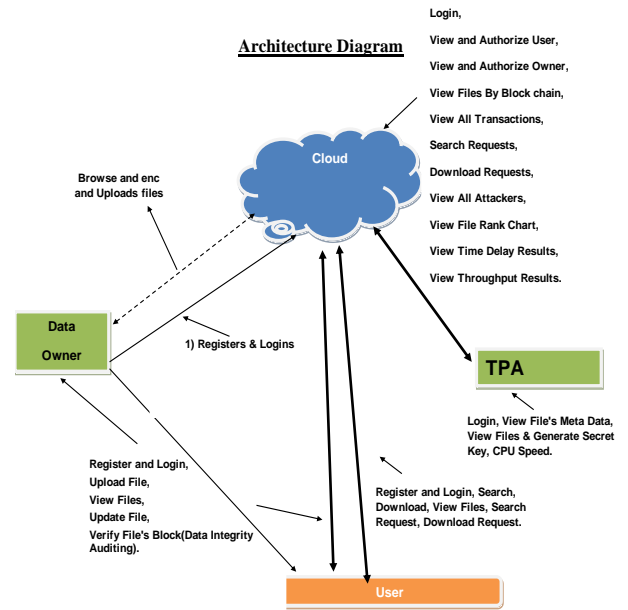 Architecture Diagram
Login,
View and Authorize User,
View and Authorize Owner,
View Files By Block chain,
View All Transactions,
Search Requests,
Download Requests,
View All Attackers,
View File Rank Chart,
View Time Delay Results,
View Throughput Results.
Cloud
Browse and enc
and Uploads files
Data
Owner
1) Registers & Logins
TPA
Login, View File's Meta Data,
View Files & Generate Secret
Key, CPU Speed.
Register and Login,
Upload File,
View Files,
Update File,
Verify File's Block(Data Integrity
Auditing).
Register and Login, Search,
Download, View Files, Search
Request, Download Request.
User